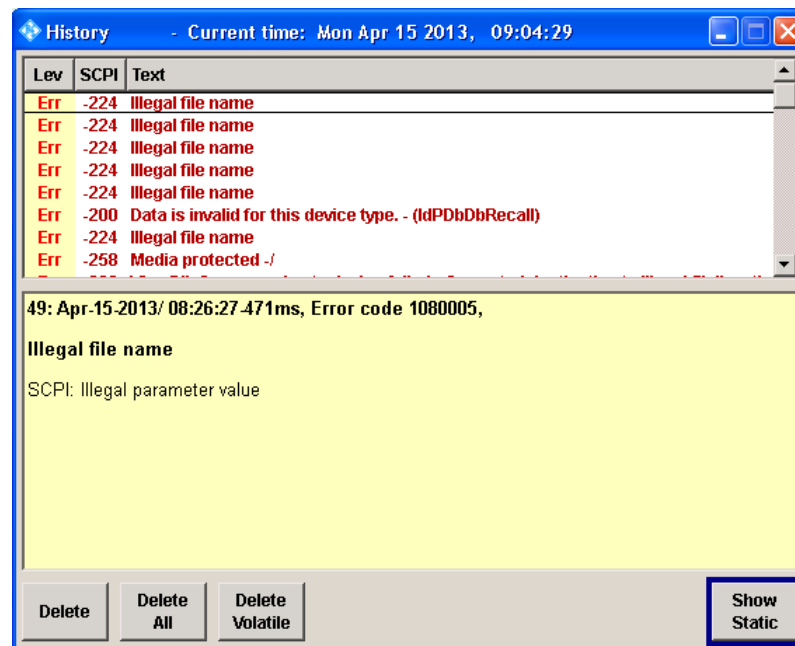 History - Current time: Mon Apr 15 2013, 09:04:29
Lev SCPI Text
Err -224 Illegal file name
Err -224 Illegal file name
Err -224 Illegal file name
Err -224 Illegal file name
Err -224 Illegal file name
Err -200 Data is invalid for this device type. - (IdPDbDbRecall)
Err -224 Illegal file name
Err -258 Media protected -/
49: Apr-15-2013/ 08:26:27-471ms, Error code 1080005,
Illegal file name
SCPI: Illegal parameter value
Delete
Delete All
Delete Volatile
Show Static